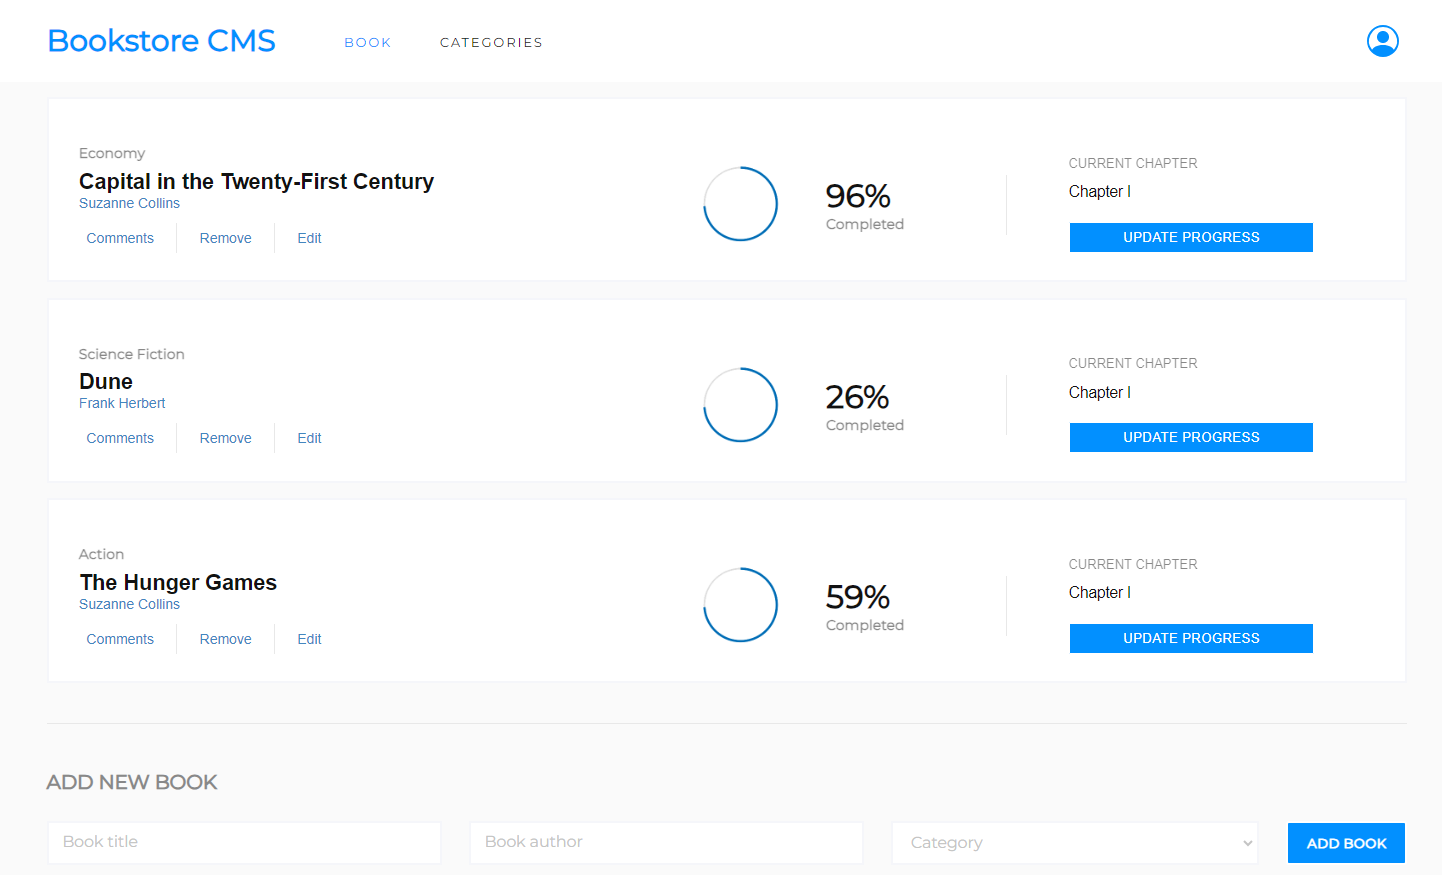 Bookstore CMS
BOOK
CATEGORIES
Economy
Capital in the Twenty-First Century
Suzanne Collins
Comments
Remove
Edit
96%
Completed
CURRENT CHAPTER
Chapter I
UPDATE PROGRESS
Science Fiction
Dune
Frank Herbert
Comments
Remove
Edit
26%
Completed
CURRENT CHAPTER
Chapter I
UPDATE PROGRESS
Action
The Hunger Games
Suzanne Collins
Comments
Remove
Edit
59%
Completed
CURRENT CHAPTER
Chapter I
UPDATE PROGRESS
ADD NEW BOOK
Book title
Book author
Category
ADD BOOK